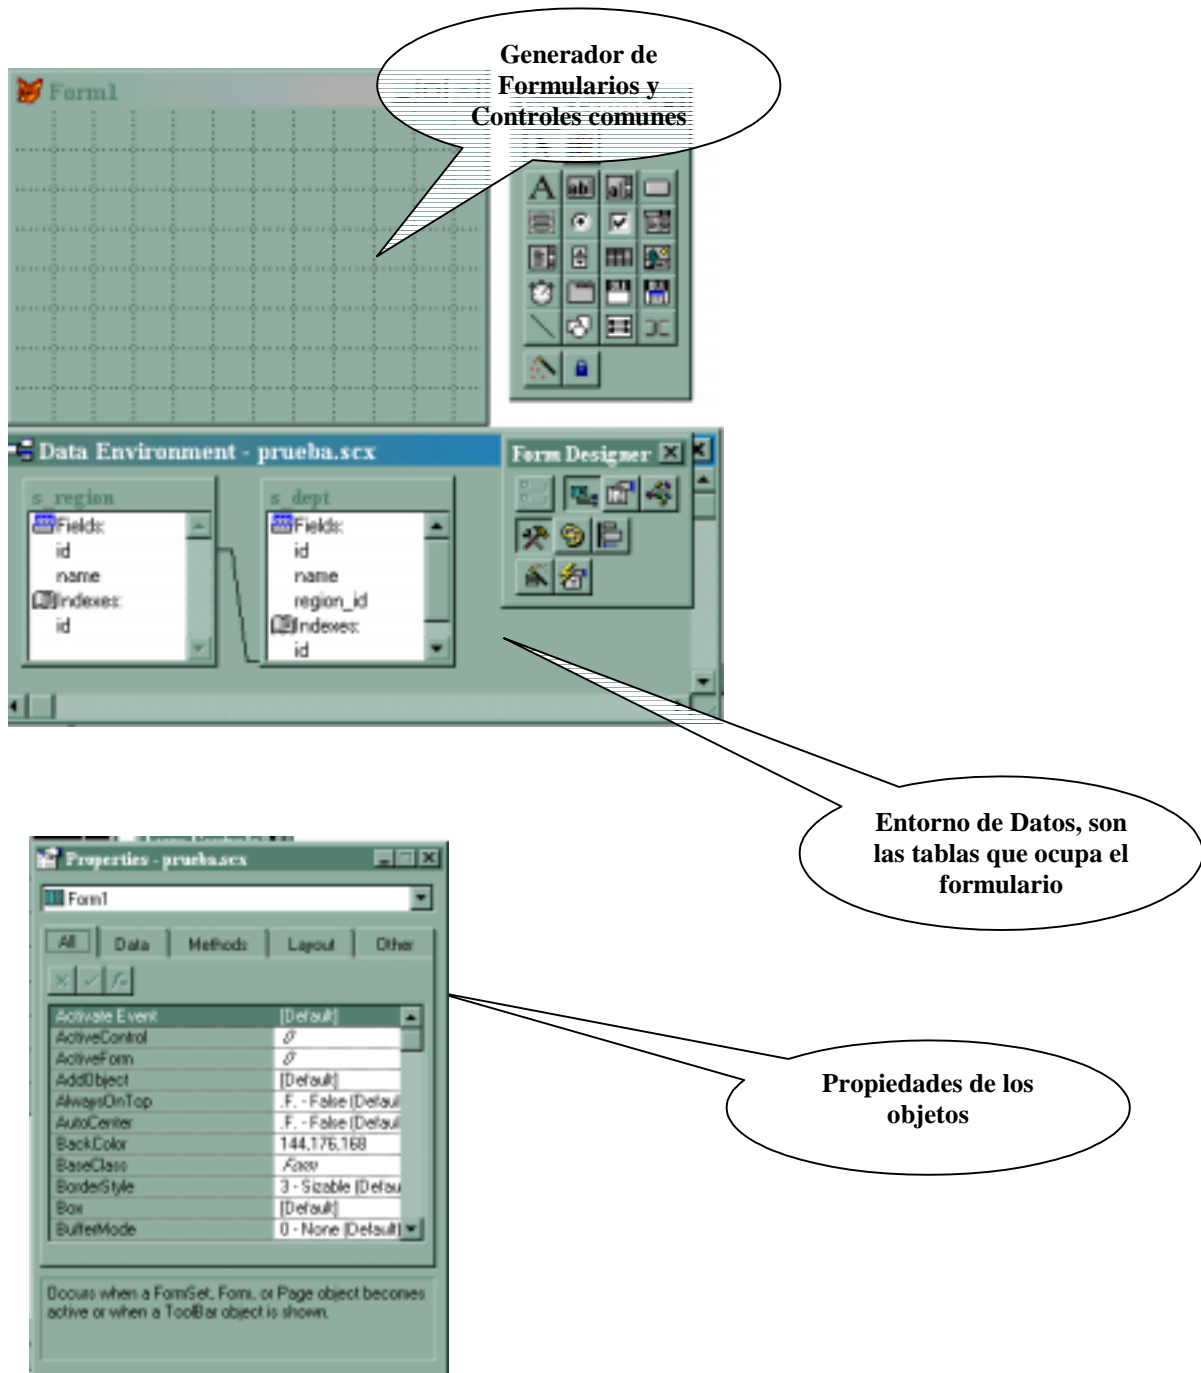 Generador de
Formularios y
Controles comunes
Form1
Data Environment - prueba.scx
Form Designer
s_region
Fields:
id
name
Indexes:
id
s_dept
Fields:
id
name
region_id
Indexes:
id
Entorno de Datos, son
las tablas que ocupa el
formulario
Properties - prueba.scx
Form1
All Data Methods Layout Other
Activate Event [Default]
ActiveControl 0
ActiveForm 0
AddObject [Default]
AlwaysOnTop .F. - False (Defaul
AutoCenter .F. - False (Defaul
BackColor 144,176,168
BaseClass Form
BorderStyle 3 - Sizable (Defau
Box [Default]
BufferMode 0 - None (Default)
Occurs when a FormSet, Form, or Page object becomes
active or when a ToolBar object is shown.
Propiedades de los
objetos